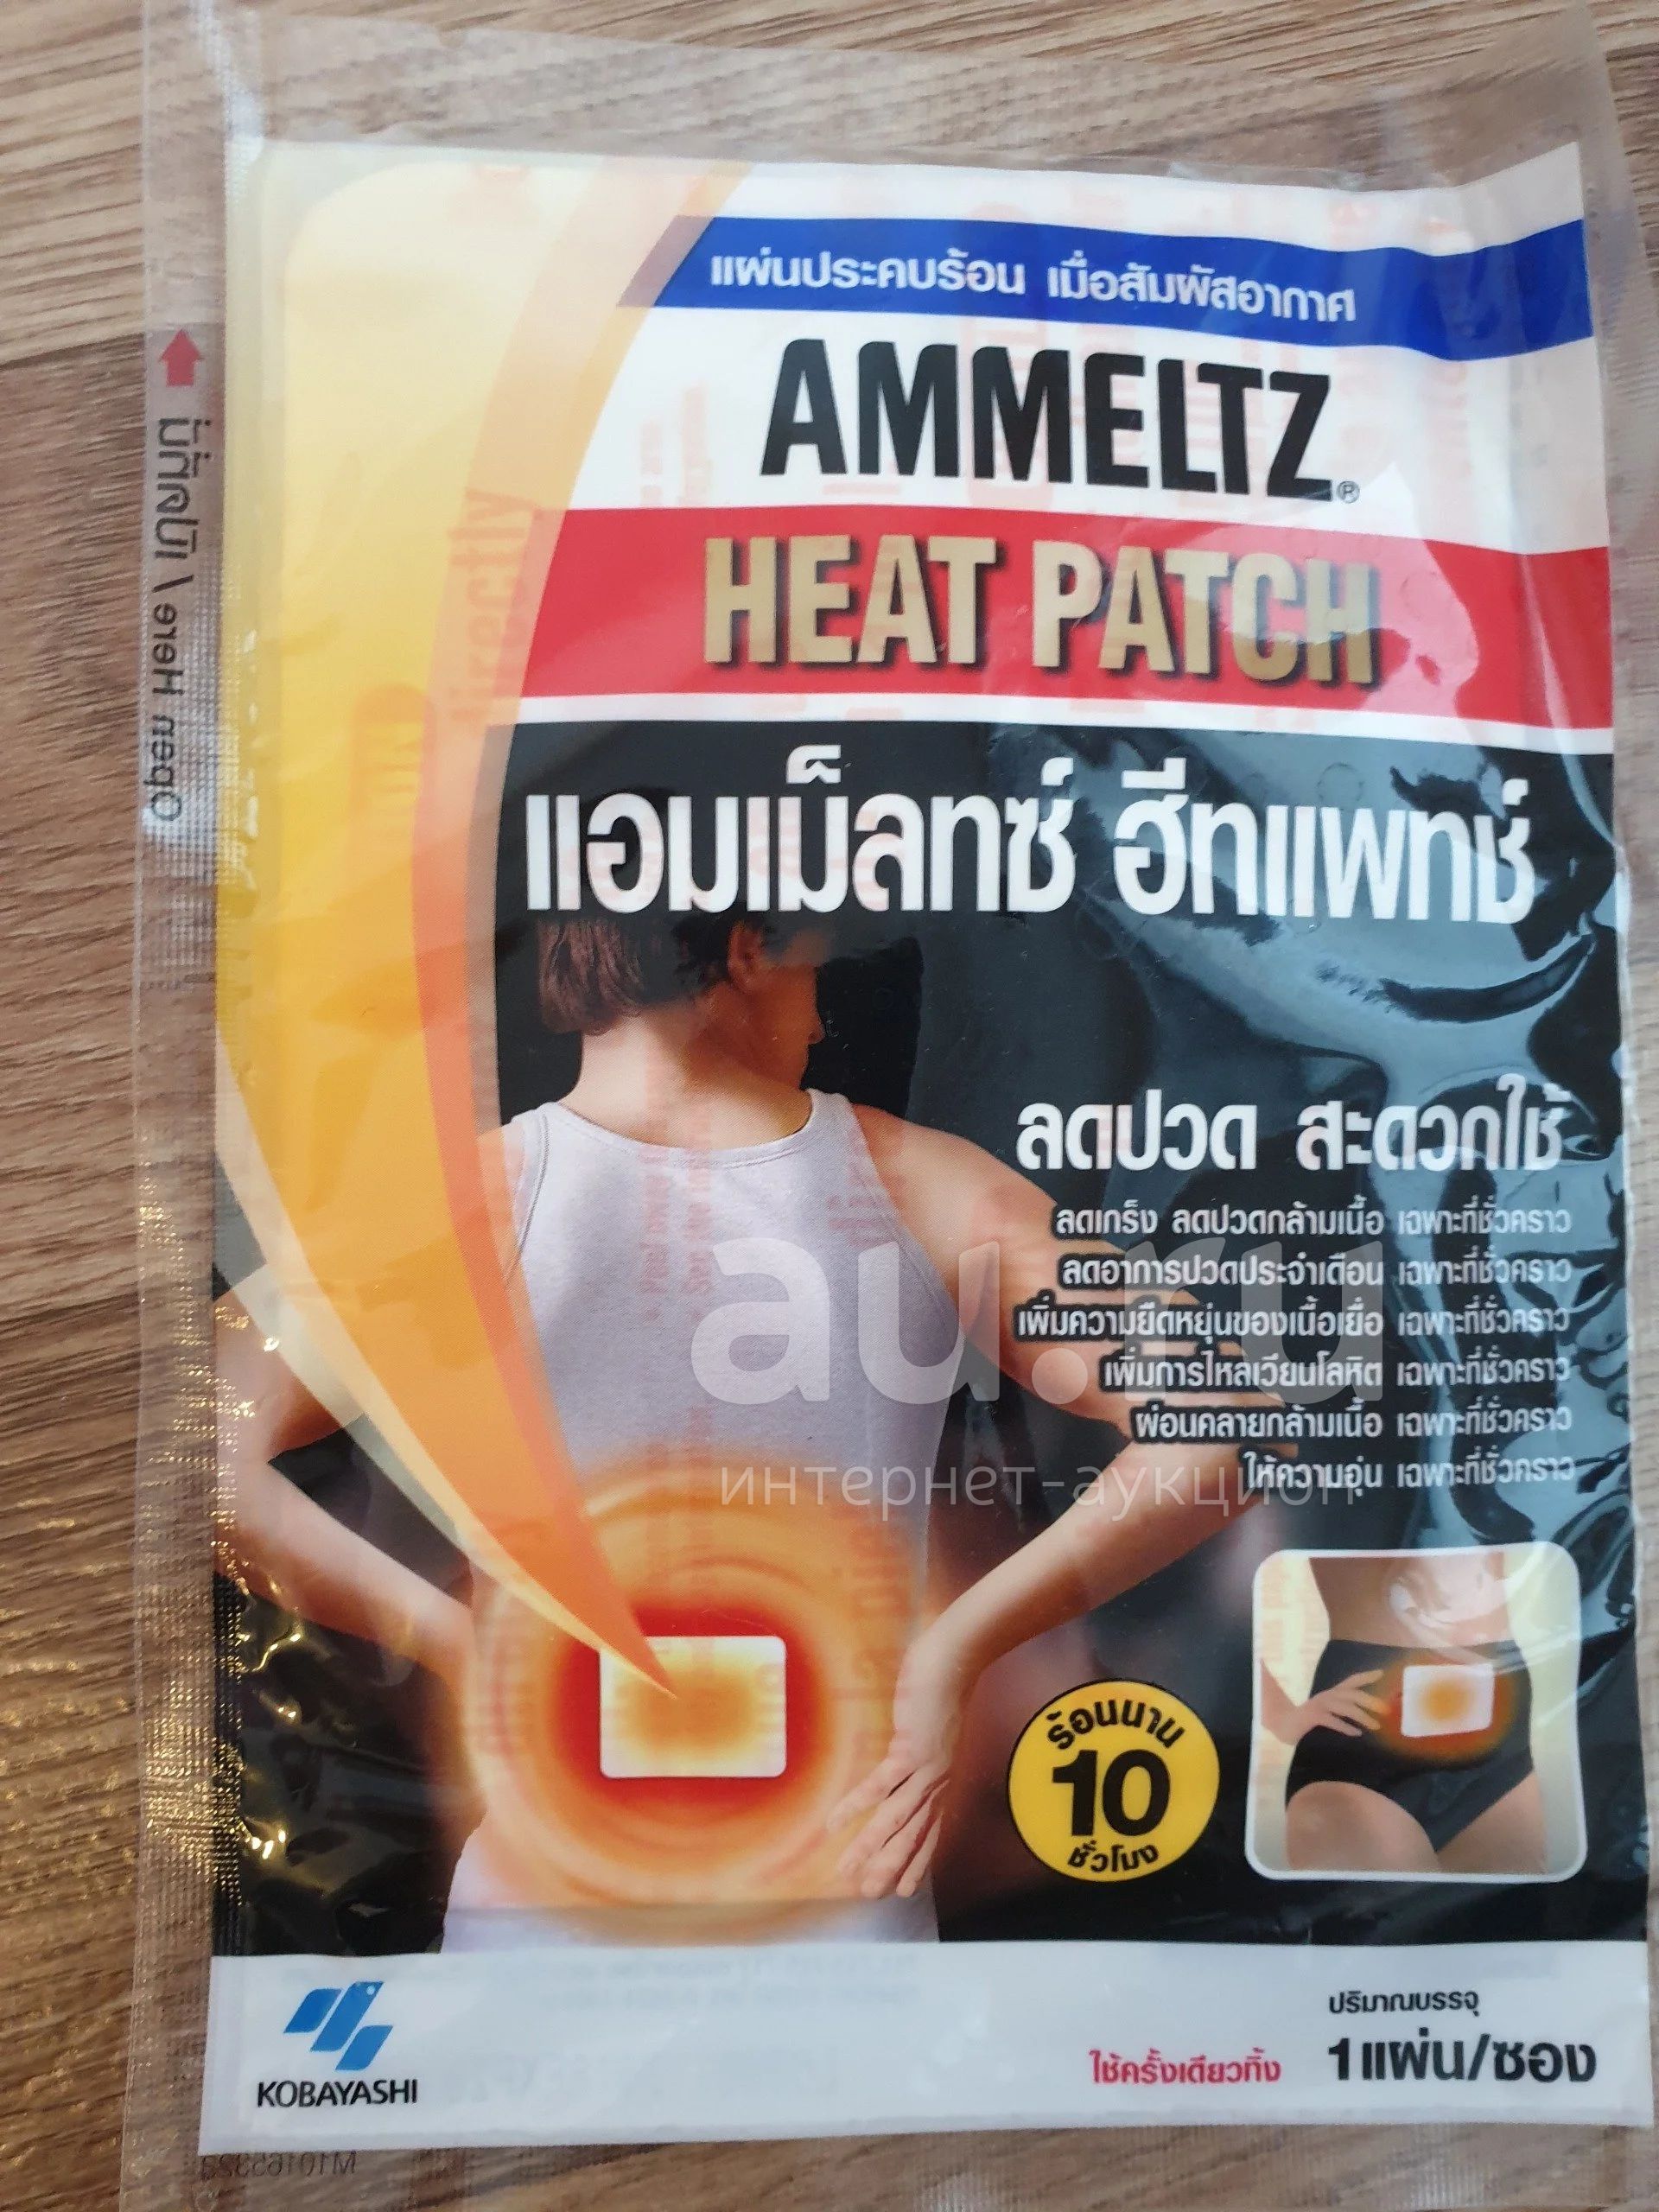 แผ่นประคบร้อน เมื่อสัมผัสอากาศ
AMMELTZ®
HEAT PATCH
แอมเม็ลทซ์ ฮีทแพทช์
ลดปวด สะดวกใช้
ลดเกร็ง ลดปวดกล้ามเนื้อ เฉพาะที่ชั่วคราว
ลดอาการปวดประจำเดือน เฉพาะที่ชั่วคราว
เพิ่มความยืดหยุ่นของเนื้อเยื่อ เฉพาะที่ชั่วคราว
เพิ่มการไหลเวียนโลหิต เฉพาะที่ชั่วคราว
ผ่อนคลายกล้ามเนื้อ เฉพาะที่ชั่วคราว
ให้ความอุ่น เฉพาะที่ชั่วคราว
au.ru
интернет-аукцион
ร้อนนาน
10
ชั่วโมง
KOBAYASHI
ปริมาณบรรจุ
ใช้ครั้งเดียวทิ้ง 1แผ่น/ซอง
Open Here / เปิดที่นี่
directly